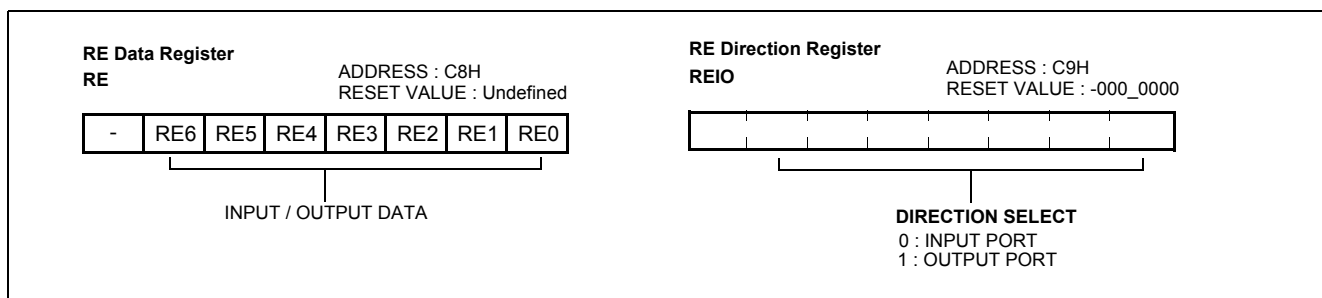 RE Data Register
RE
ADDRESS : C8H
RESET VALUE : Undefined
- RE6 RE5 RE4 RE3 RE2 RE1 RE0
INPUT / OUTPUT DATA
RE Direction Register
REIO
ADDRESS : C9H
RESET VALUE : -000_0000
DIRECTION SELECT
0 : INPUT PORT
1 : OUTPUT PORT